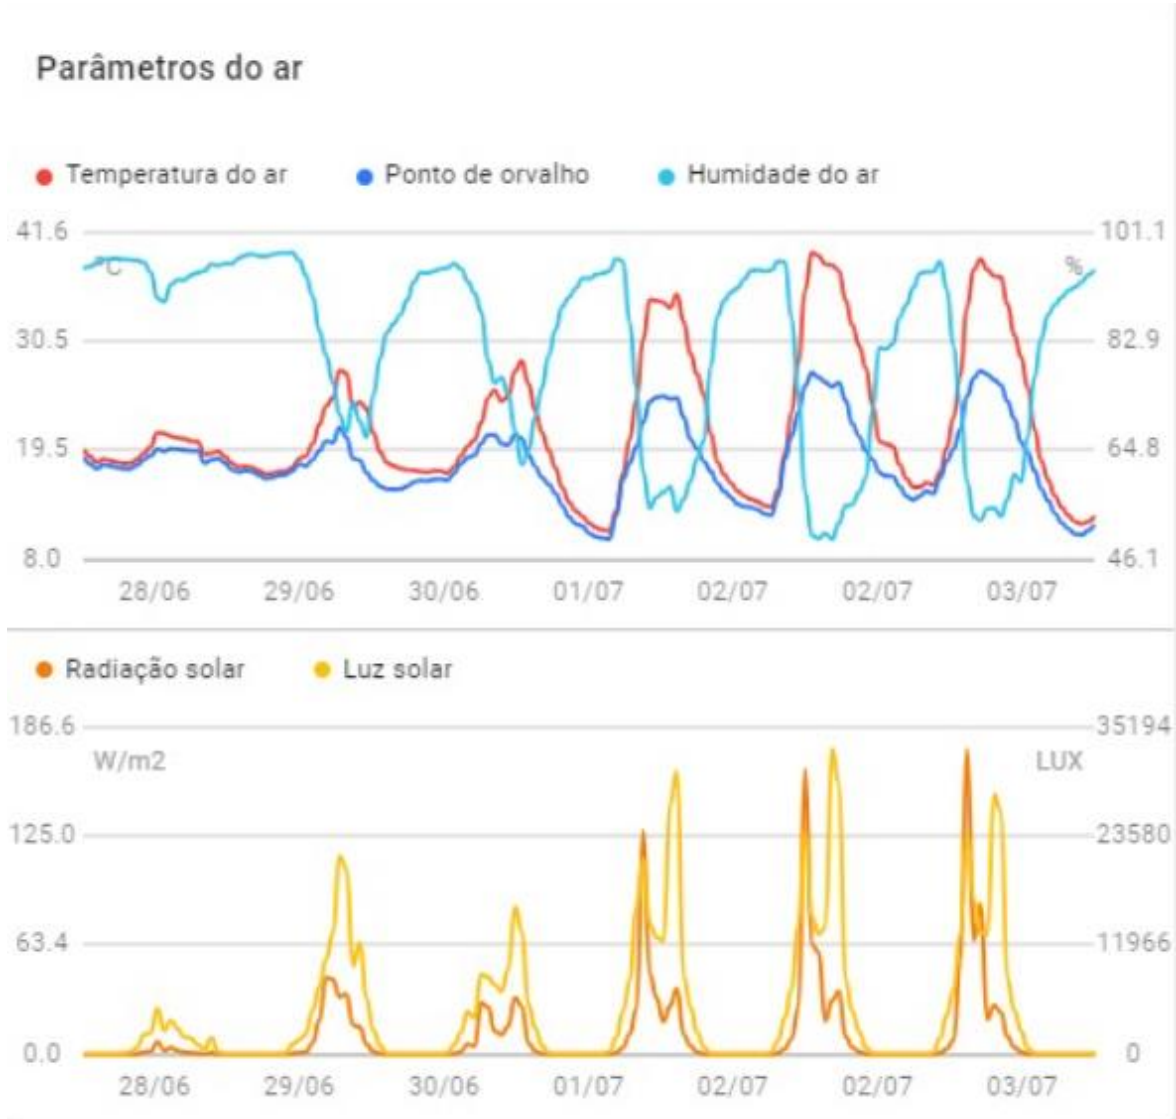 Parâmetros do ar
Temperatura do ar Ponto de orvalho Humidade do ar
41.6 101.1
°C %
30.5 82.9
19.5 64.8
8.0 46.1
28/06 29/06 30/06 01/07 02/07 02/07 03/07
Radiação solar Luz solar
186.6 35194
W/m2 LUX
125.0 23580
63.4 11966
0.0 0
28/06 29/06 30/06 01/07 02/07 02/07 03/07